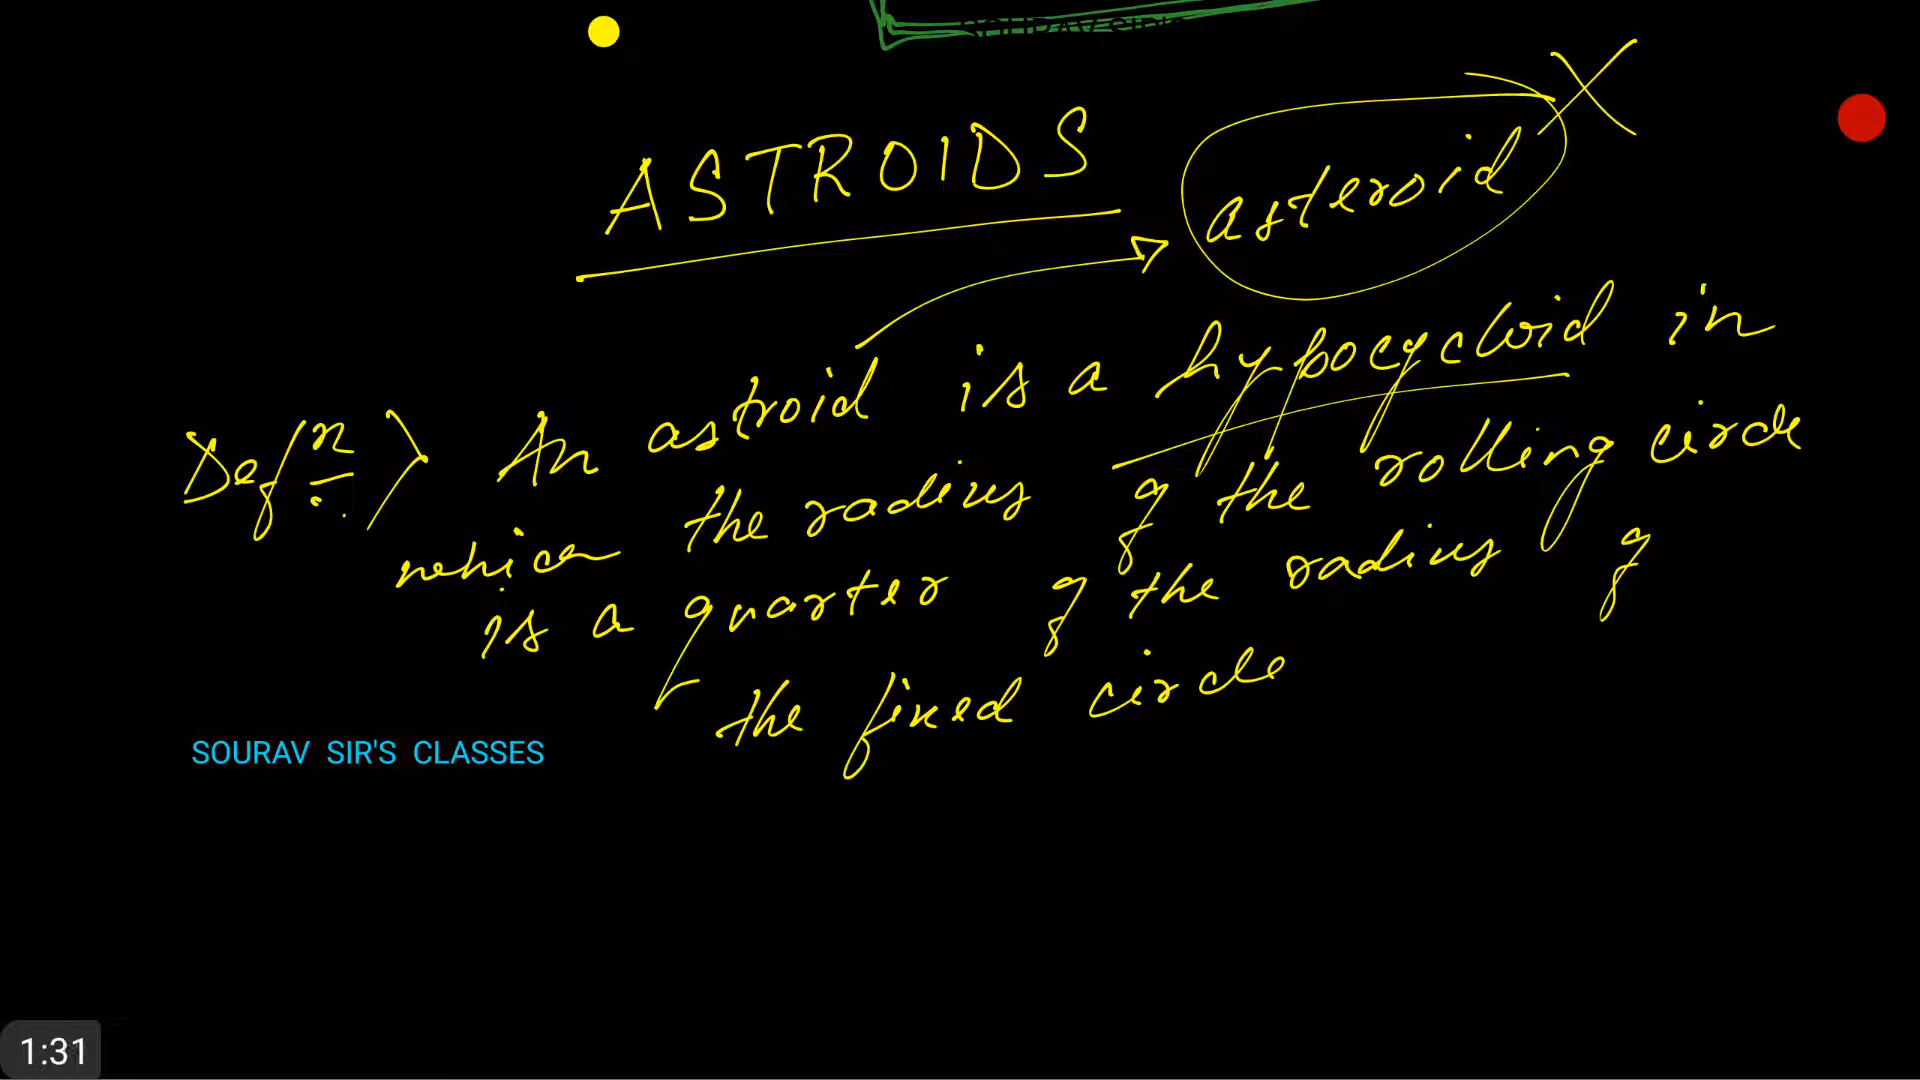 ASTROIDS
asteroid X
Defn) An astroid is a hypocycloid in
which the radius of the rolling circle
is a quarter of the radius of
the fixed circle
SOURAV SIR'S CLASSES
1:31